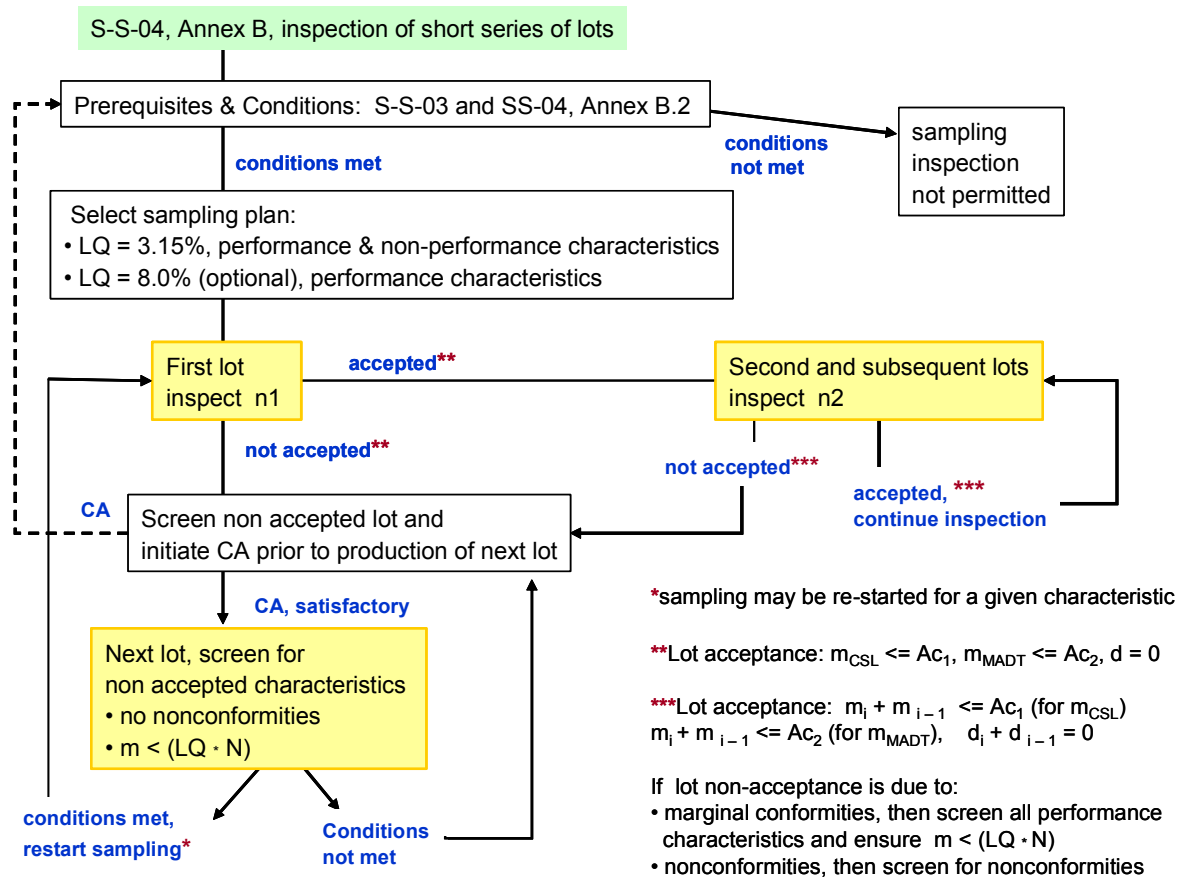 S-S-04, Annex B, inspection of short series of lots
Prerequisites & Conditions: S-S-03 and SS-04, Annex B.2
conditions met
conditions
not met
sampling
inspection
not permitted
Select sampling plan:
• LQ = 3.15%, performance & non-performance characteristics
• LQ = 8.0% (optional), performance characteristics
First lot
inspect n1
accepted**
Second and subsequent lots
inspect n2
not accepted**
not accepted***
accepted, ***
continue inspection
CA
Screen non accepted lot and
initiate CA prior to production of next lot
CA, satisfactory
Next lot, screen for
non accepted characteristics
• no nonconformities
• m < (LQ * N)
conditions met,
restart sampling*
Conditions
not met
*sampling may be re-started for a given characteristic
**Lot acceptance: mCSL <= Ac1, mMADT <= Ac2, d = 0
***Lot acceptance: mi + m i – 1 <= Ac1 (for mCSL)
mi + m i – 1 <= Ac2 (for mMADT), di + d i – 1 = 0
If lot non-acceptance is due to:
• marginal conformities, then screen all performance
characteristics and ensure m < (LQ * N)
• nonconformities, then screen for nonconformities